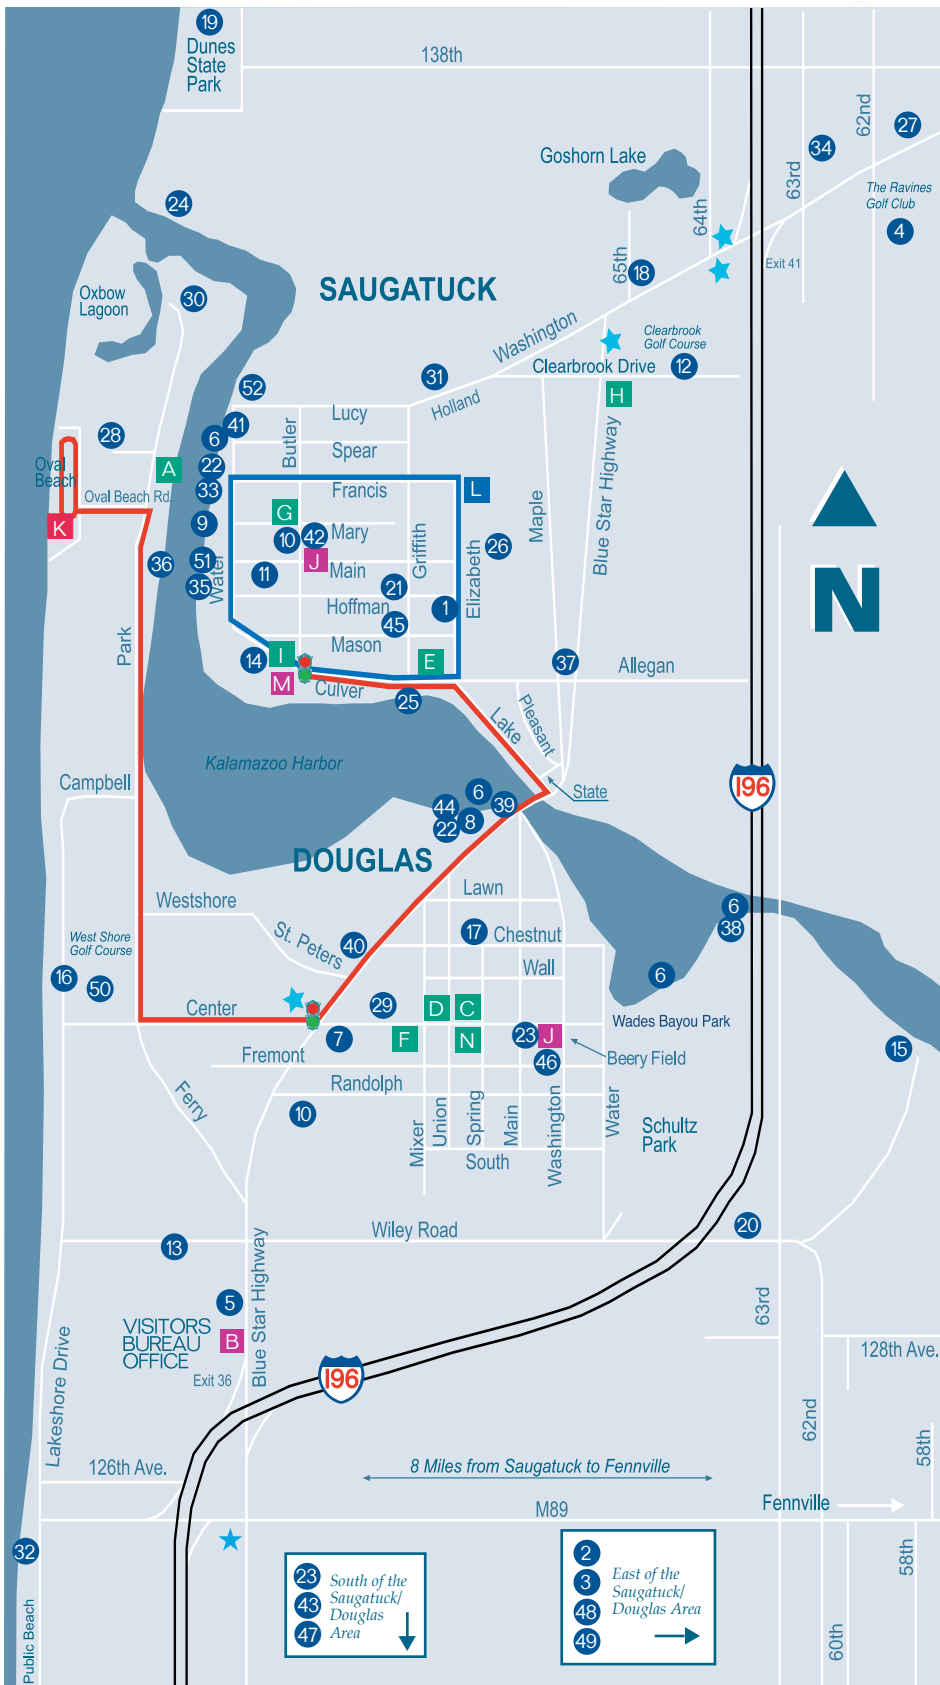 19
Dunes
State
Park
138th
62nd
27
34
63rd
Goshorn Lake
The Ravines
Golf Club
4
24
64th
65th
18
Exit 41
SAUGATUCK
Oxbow
Lagoon
30
Washington
Clearbrook
Golf Course
Clearbrook Drive
12
31
52
Holland
H
Lucy
Butler
41
6
28
Spear
Blue Star Highway
Oval
Beach
A
22
Oval Beach Rd.
33
Francis
L
Maple
K
G
9
10
42
Mary
Griffith
26
J
N
36
51
Water
11
Main
21
Elizabeth
35
Hoffman
1
45
Park
Mason
14
I
E
37
Allegan
M
Culver
25
Lake
Pleasant
Kalamazoo Harbor
Campbell
196
State
6
44
39
8
22
DOUGLAS
Lawn
Westshore
6
38
West Shore
Golf Course
St. Peters
40
17
Chestnut
Wall
16
50
6
Center
29
D
C
Wades Bayou Park
7
F
N
23
J
15
Fremont
46
Beery Field
Randolph
Ferry
10
Mixer
Union
Spring
Main
Washington
Water
Schultz
Park
South
Wiley Road
20
13
Blue Star Highway
63rd
5
VISITORS
BUREAU
OFFICE
B
128th Ave.
Exit 36
196
Lakeshore Drive
62nd
58th
126th Ave.
8 Miles from Saugatuck to Fennville
M89
Fennville
32
58th
Public Beach
60th
23
43
47
South of the
Saugatuck/
Douglas
Area
2
3
48
49
East of the
Saugatuck/
Douglas Area